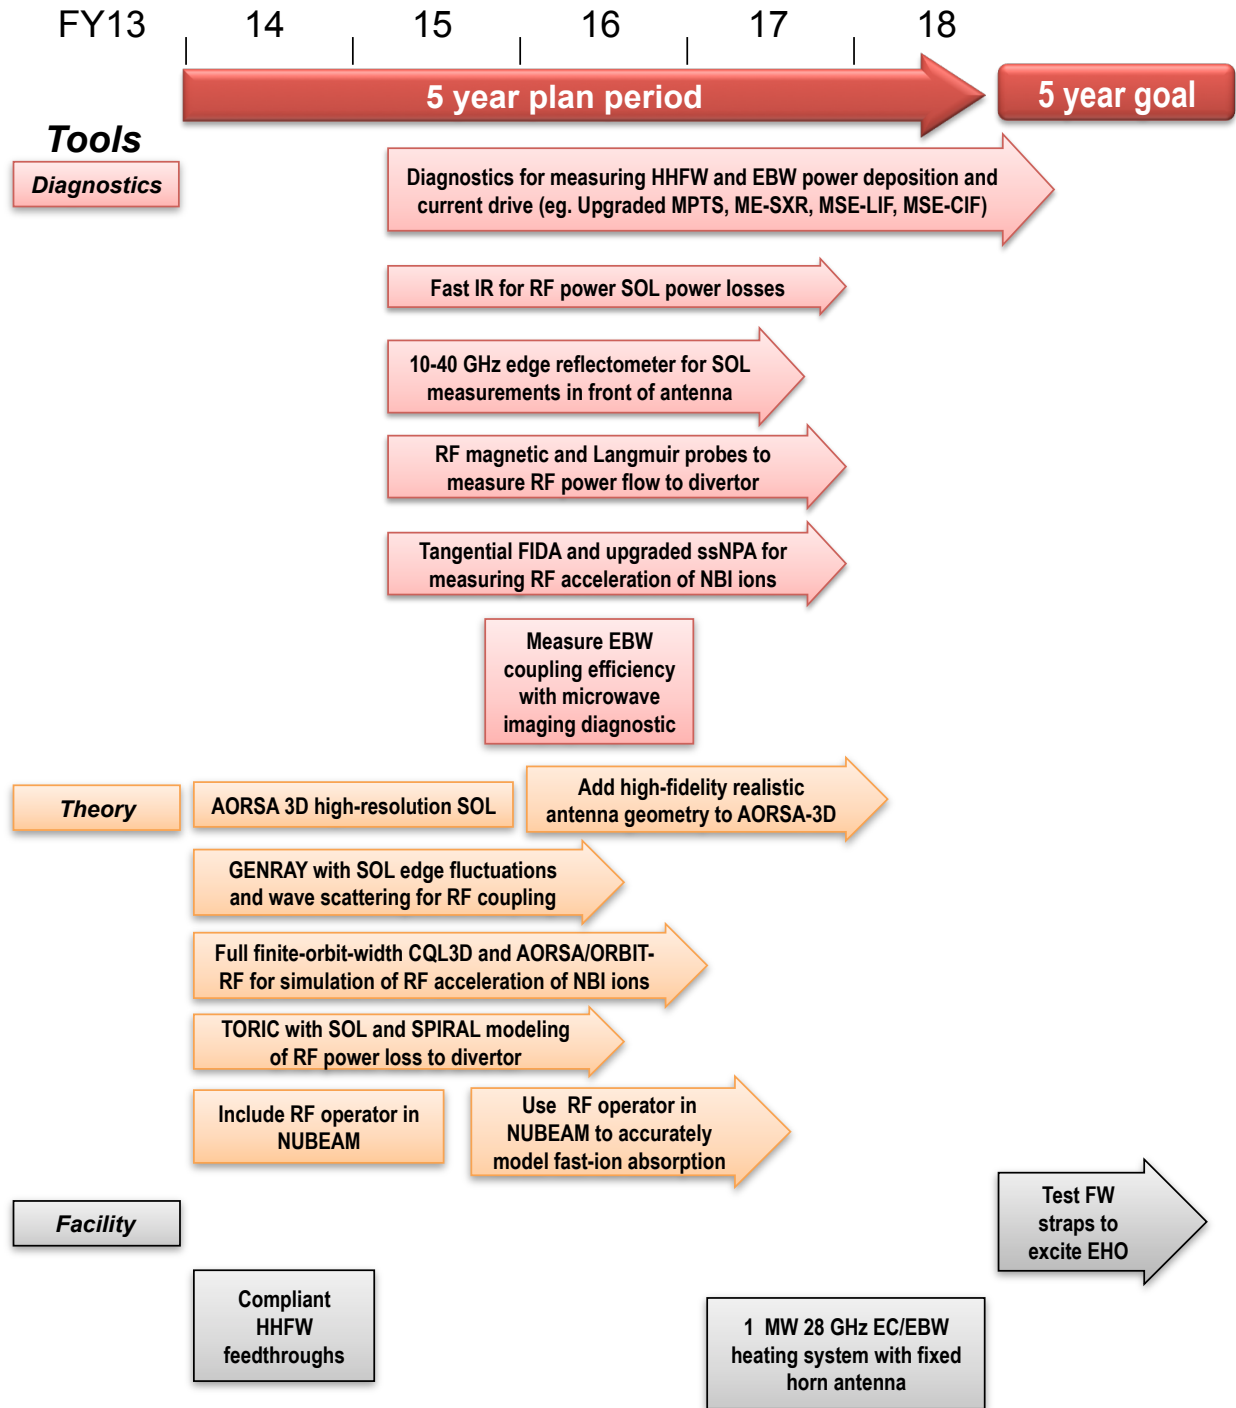 FY13 14 15 16 17 18
5 year plan period
5 year goal
Tools
Diagnostics
Diagnostics for measuring HHFW and EBW power deposition and
current drive (eg. Upgraded MPTS, ME-SXR, MSE-LIF, MSE-CIF)
Fast IR for RF power SOL power losses
10-40 GHz edge reflectometer for SOL
measurements in front of antenna
RF magnetic and Langmuir probes to
measure RF power flow to divertor
Tangential FIDA and upgraded ssNPA for
measuring RF acceleration of NBI ions
Measure EBW
coupling efficiency
with microwave
imaging diagnostic
Theory
AORSA 3D high-resolution SOL
Add high-fidelity realistic
antenna geometry to AORSA-3D
GENRAY with SOL edge fluctuations
and wave scattering for RF coupling
Full finite-orbit-width CQL3D and AORSA/ORBIT-
RF for simulation of RF acceleration of NBI ions
TORIC with SOL and SPIRAL modeling
of RF power loss to divertor
Include RF operator in
NUBEAM
Use RF operator in
NUBEAM to accurately
model fast-ion absorption
Facility
Test FW
straps to
excite EHO
Compliant
HHFW
feedthroughs
1 MW 28 GHz EC/EBW
heating system with fixed
horn antenna